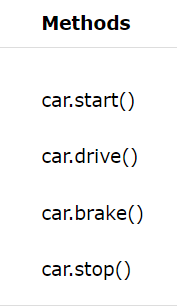 Methods
car.start()
car.drive()
car.brake()
car.stop()